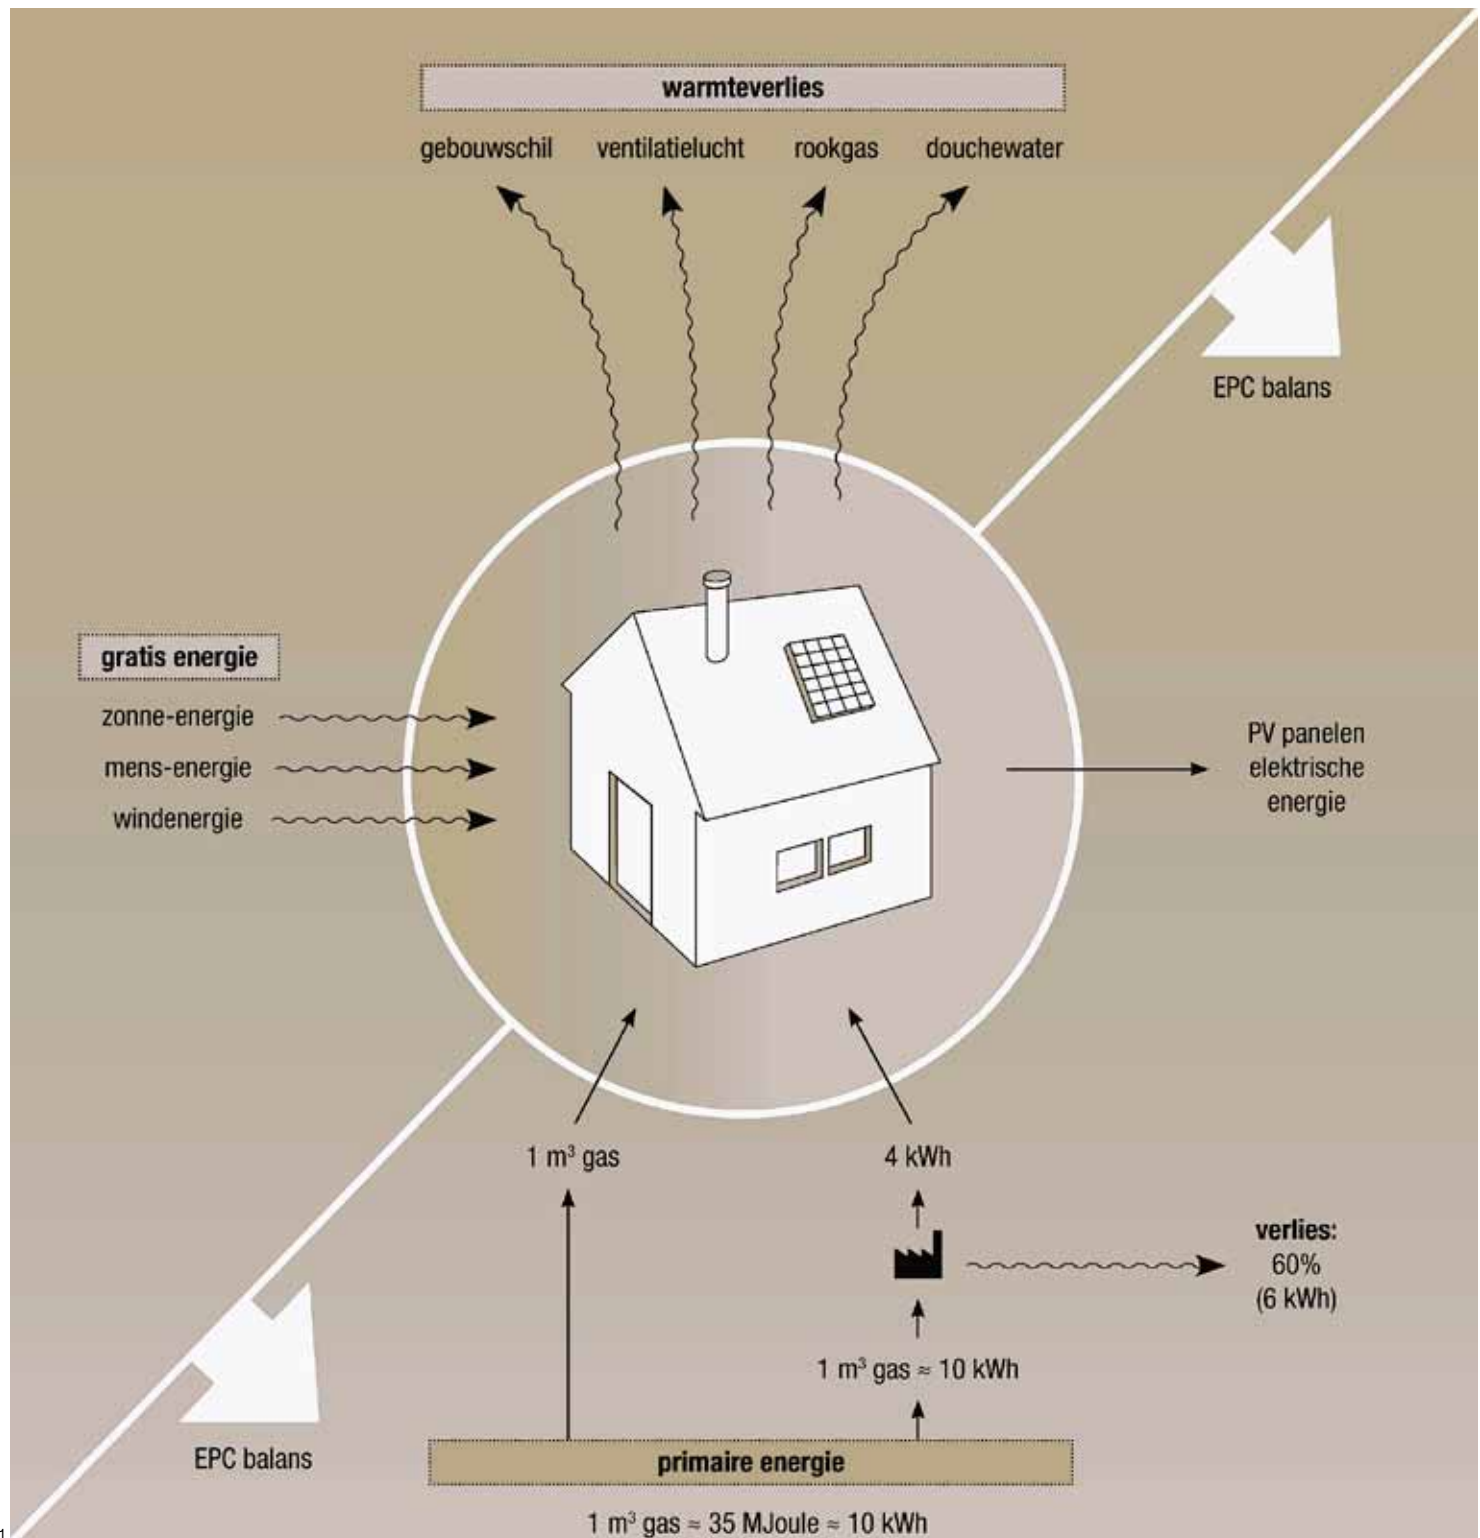 warmteverlies
gebouwschil ventilatielucht rookgas douchewater
EPC balans
gratis energie
zonne-energie
mens-energie
windenergie
PV panelen
elektrische
energie
1 m³ gas
4 kWh
verlies:
60%
(6 kWh)
1 m³ gas ≈ 10 kWh
EPC balans
primaire energie
1 m³ gas ≈ 35 MJoule ≈ 10 kWh
1